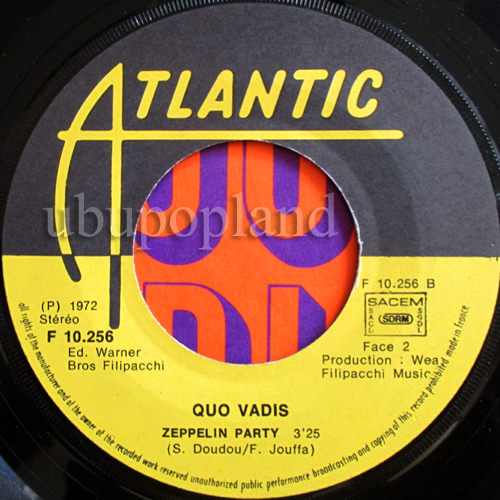 ATLANTIC
ubupopland
(P) 1972
Stéréo
F 10.256
Ed. Warner
Bros Filipacchi
F 10.256 B
SACEM
SACD
SDRM
SGDL
Face 2
Production : Wea
Filipacchi Music
QUO VADIS
ZEPPELIN PARTY 3'25
(S. Doudou/F. Jouffa)
all rights of the manufacturer and of the owner of the recorded work reserved unauthorized public performance broadcasting and copying of this record prohibited made in france